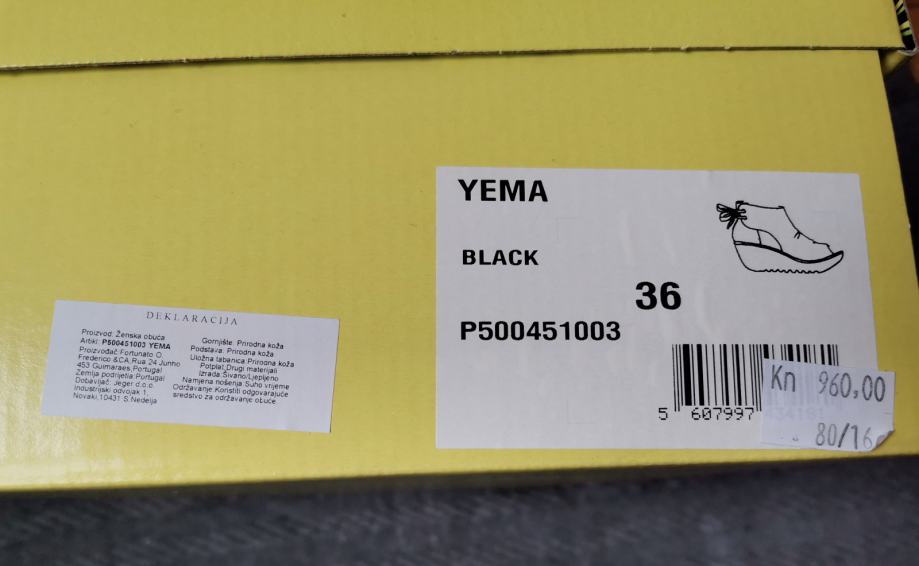 YEMA
BLACK
36
P500451003
5 607997
Kn 960,00
80/16
DEKLARACIJA
Proizvod: Ženska obuća
Artikl: P500451003 YEMA
Proizvođač:Fortunato O.
Frederico &CA,Rua 24 Junho
453 Guimaraes,Portugal
Zemlja podrijetla:Portugal
Dobavljač: Jeger d.o.o.
Industrijski odvojak 1,
Novaki,10431 S.Nedelja
Gornjište: Prirodna koža
Podstava: Prirodna koža
Uložna tabanica:Prirodna koža
Potplat:Drugi materijali
Izrada:Šivano/Ljepljeno
Namjena nošenja:Suho vrijeme
Održavanje:Koristiti odgovarajuće
sredstvo za održavanje obuće.